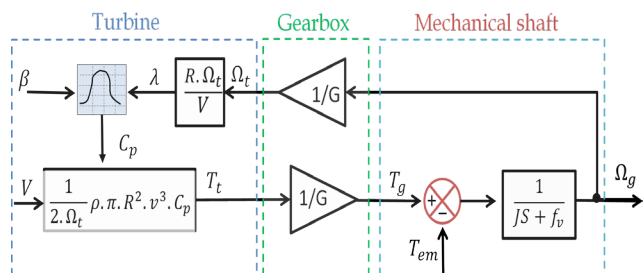 Turbine Gearbox Mechanical shaft
β λ R.Ω_t / V Ω_t 1/G
C_p
V 1 / 2.Ω_t ρ.π.R².v³.C_p T_t 1/G T_g + − 1 / JS + f_v Ω_g
T_em